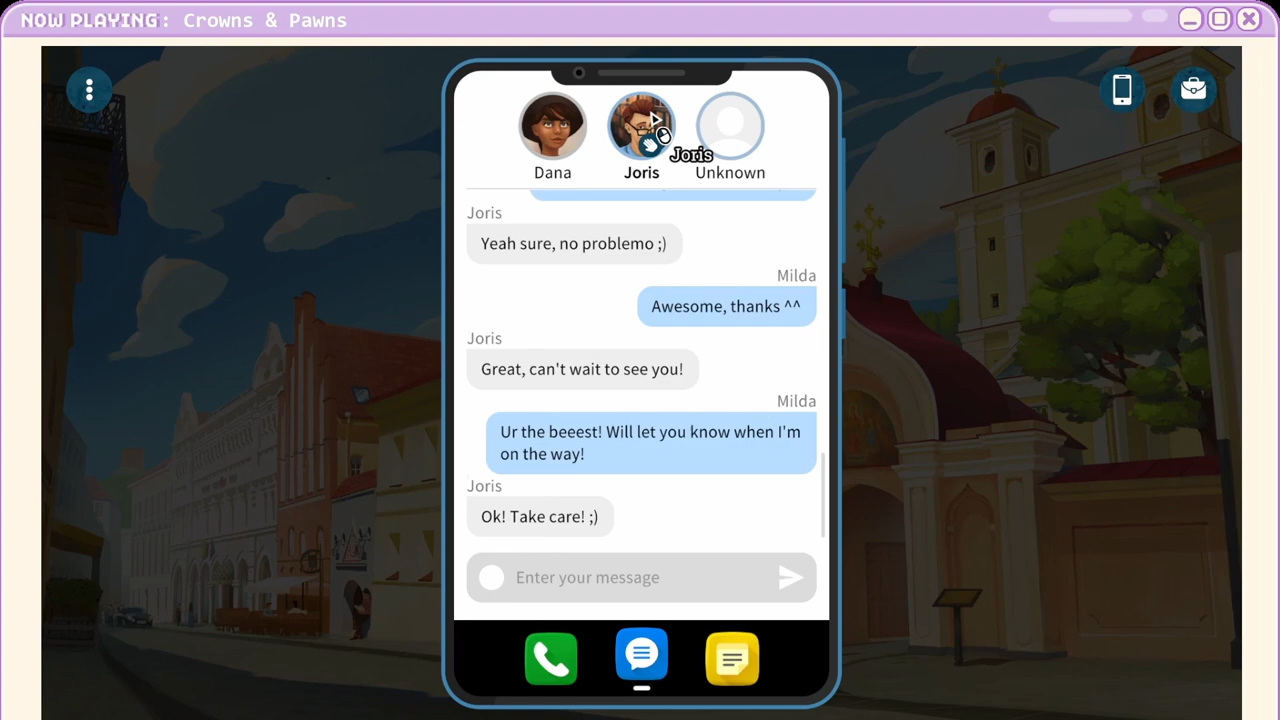 NOW PLAYING: Crowns & Pawns
Joris
Dana
Joris
Unknown
Joris
Yeah sure, no problemo ;)
Milda
Awesome, thanks ^^
Joris
Great, can't wait to see you!
Milda
Ur the beeest! Will let you know when I'm
on the way!
Joris
Ok! Take care! ;)
Enter your message